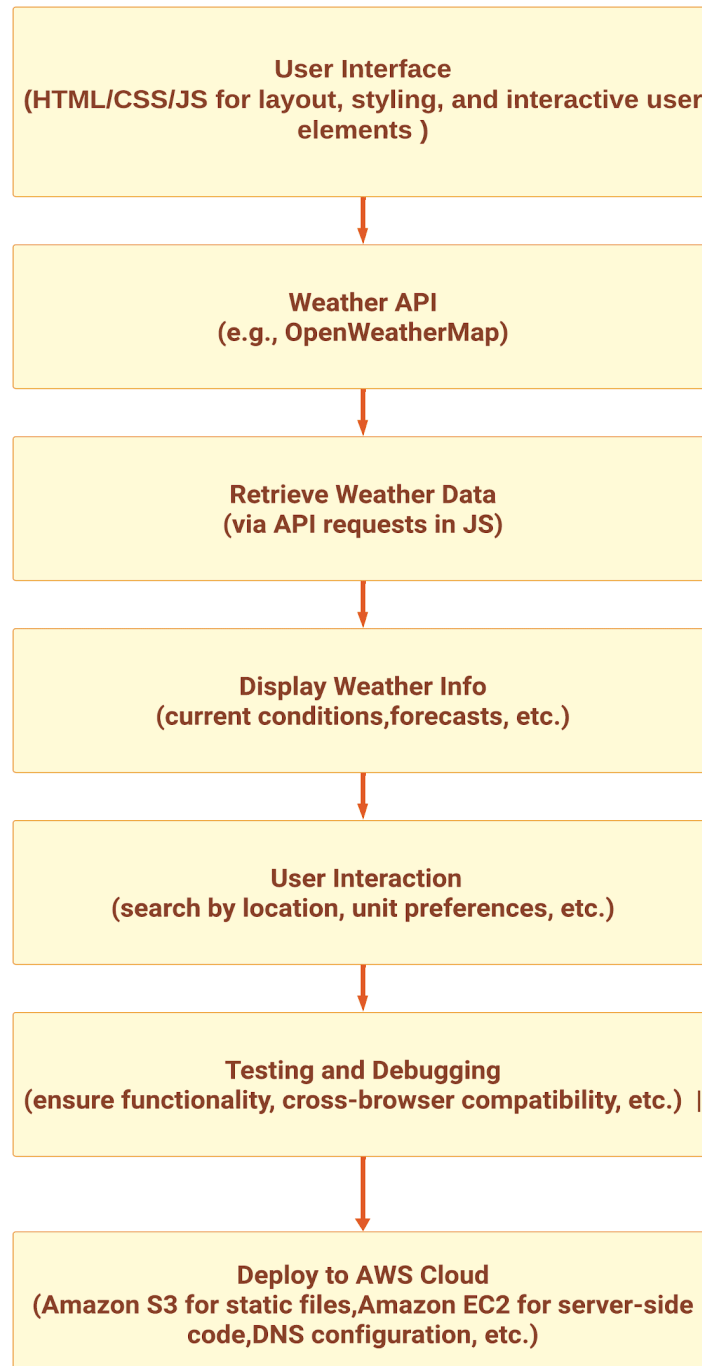 User Interface
(HTML/CSS/JS for layout, styling, and interactive user
elements )
Weather API
(e.g., OpenWeatherMap)
Retrieve Weather Data
(via API requests in JS)
Display Weather Info
(current conditions,forecasts, etc.)
User Interaction
(search by location, unit preferences, etc.)
Testing and Debugging
(ensure functionality, cross-browser compatibility, etc.) |
Deploy to AWS Cloud
(Amazon S3 for static files,Amazon EC2 for server-side
code,DNS configuration, etc.)